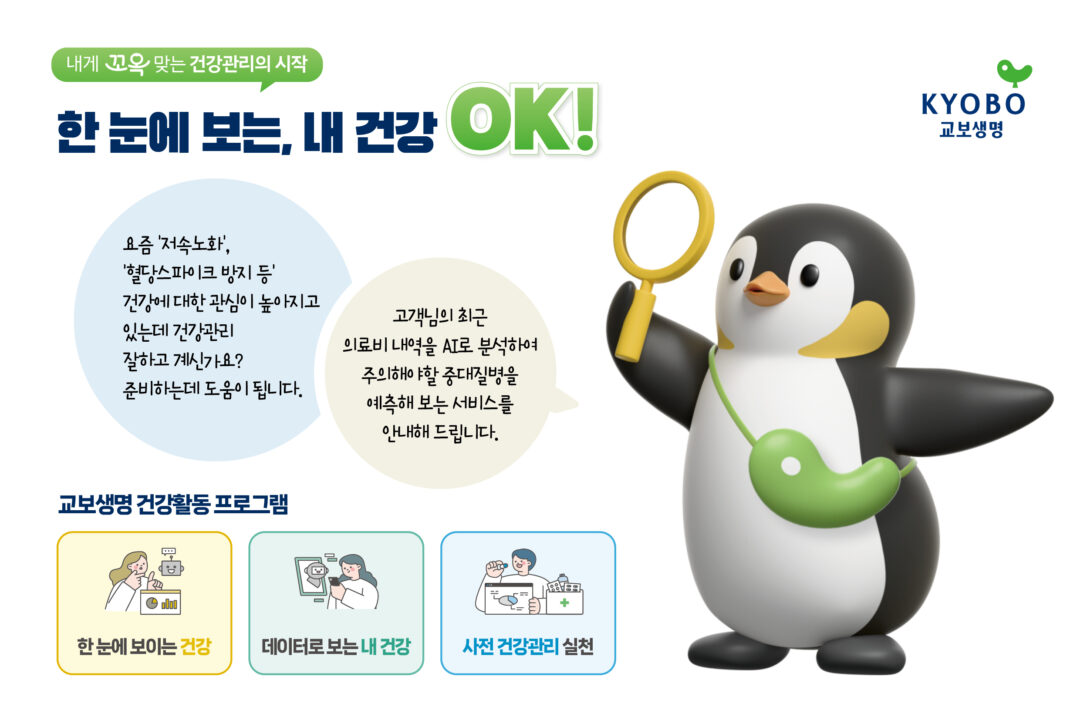 내게 꼬옥 맞는 건강관리의 시작
한 눈에 보는, 내 건강 OK!
KYOBO
교보생명
요즘 '저속노화',
'혈당스파이크 방지 등'
건강에 대한 관심이 높아지고
있는데 건강관리
잘하고 계신가요?
준비하는데 도움이 됩니다.
고객님의 최근
의료비 내역을 AI로 분석하여
주의해야할 중대질병을
예측해 보는 서비스를
안내해 드립니다.
교보생명 건강활동 프로그램
한 눈에 보이는 건강
데이터로 보는 내 건강
사전 건강관리 실천